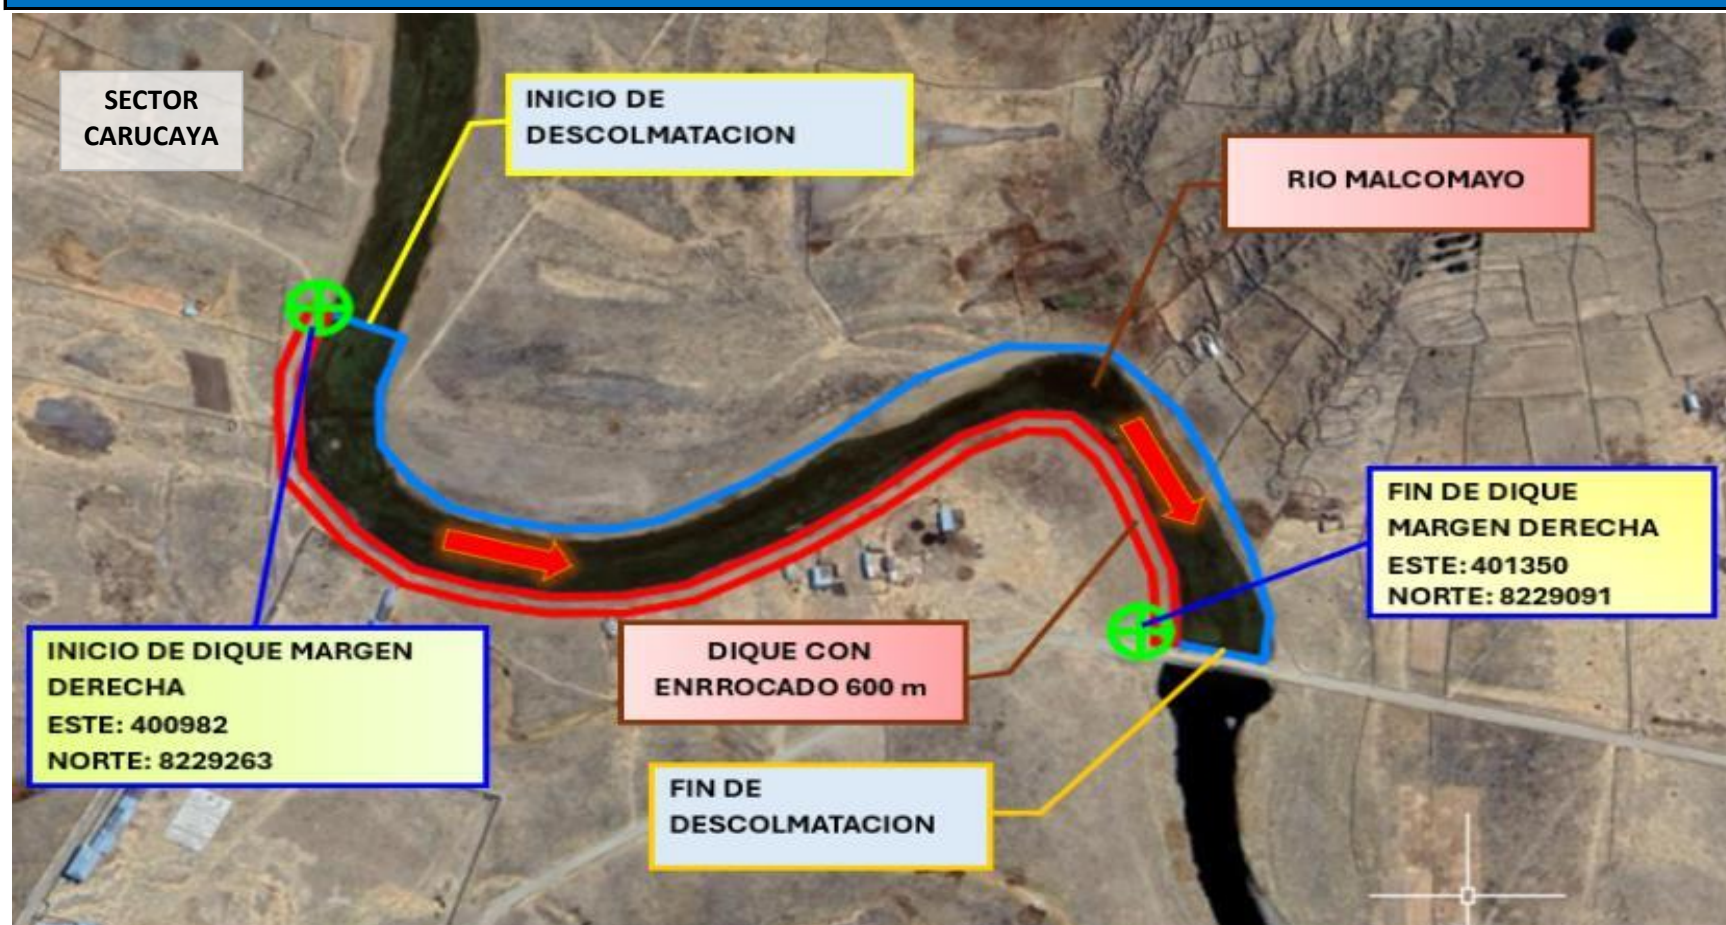 SECTOR
CARUCAYA
INICIO DE
DESCOLMATACION
RIO MALCOMAYO
FIN DE DIQUE
MARGEN DERECHA
ESTE: 401350
NORTE: 8229091
INICIO DE DIQUE MARGEN
DERECHA
ESTE: 400982
NORTE: 8229263
DIQUE CON
ENRROCADO 600 m
FIN DE
DESCOLMATACION